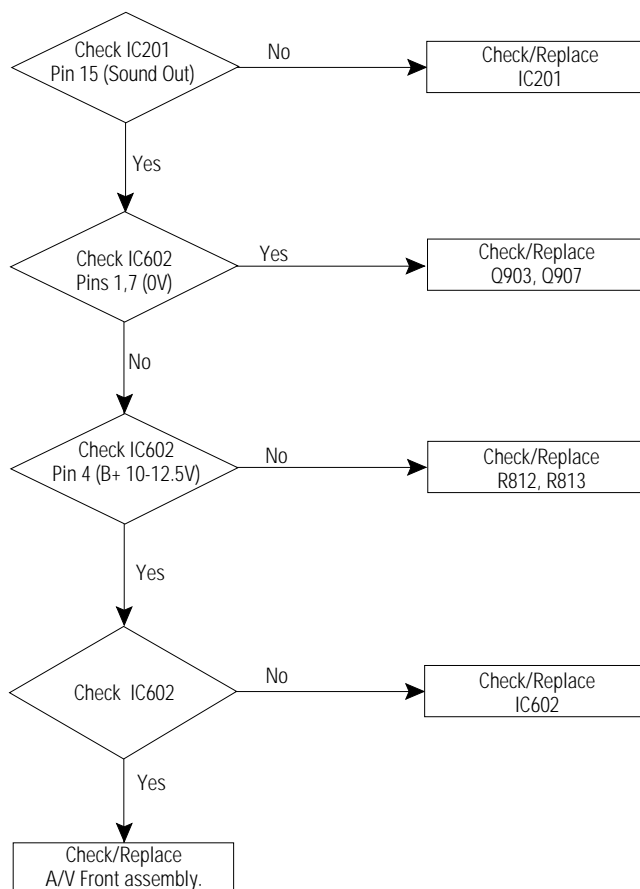 Check IC201
Pin 15 (Sound Out)
No
Check/Replace
IC201
Yes
Check IC602
Pins 1,7 (0V)
Yes
Check/Replace
Q903, Q907
No
Check IC602
Pin 4 (B+ 10-12.5V)
No
Check/Replace
R812, R813
Yes
Check IC602
No
Check/Replace
IC602
Yes
Check/Replace
A/V Front assembly.